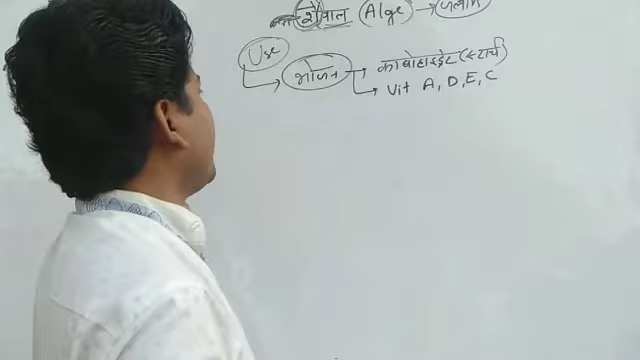 शैवाल (Alge) →
Use
भोजन → कार्बोहाइड्रेट (स्टार्च)
→ Vit A, D, E, C